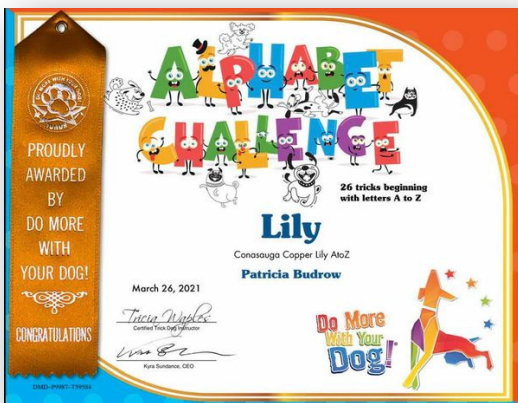 ALPHABET
CHALLENGE
26 tricks beginning
with letters A to Z
PROUDLY
AWARDED
BY
DO MORE
WITH
YOUR DOG!
CONGRATULATIONS
Lily
Conasauga Copper Lily AtoZ
Patricia Budrow
March 26, 2021
Tricia Waples
Certified Trick Dog Instructor
Kyra Sundance, CEO
Do More
With Your
Dog!